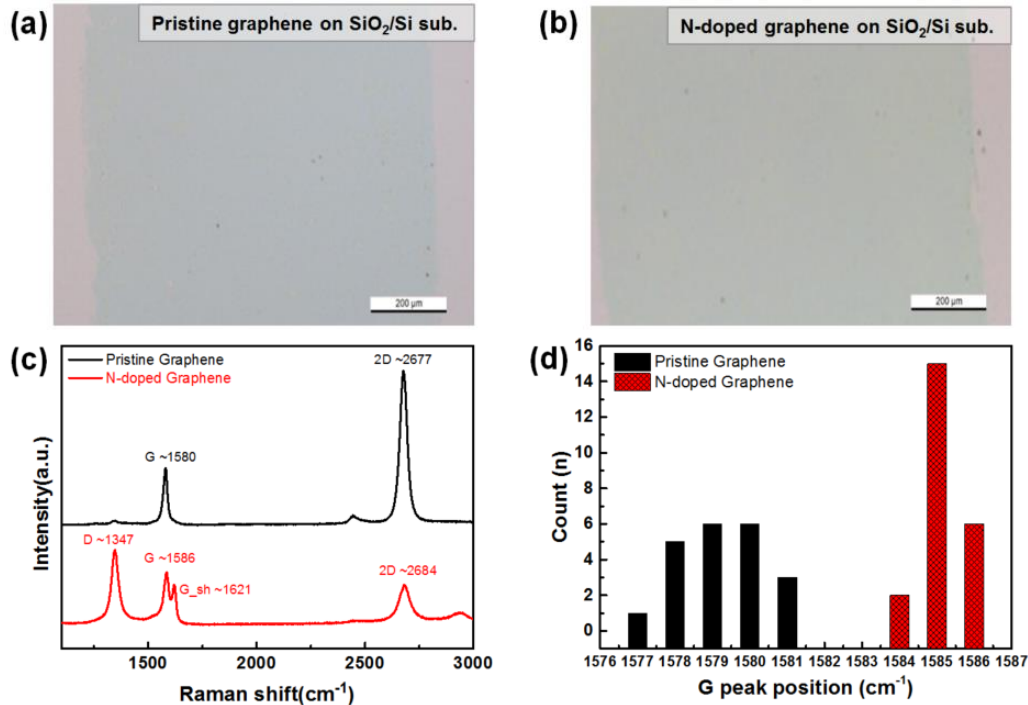 (a)
Pristine graphene on SiO₂/Si sub.
200 μm
(b)
N-doped graphene on SiO₂/Si sub.
200 μm
(c)
Pristine Graphene
N-doped Graphene
2D ~2677
G ~1580
D ~1347
G ~1586
G_sh ~1621
2D ~2684
Intensity(a.u.)
1500 2000 2500 3000
Raman shift(cm⁻¹)
(d)
Pristine Graphene
N-doped Graphene
16
14
12
10
8
6
4
2
0
Count (n)
1576 1577 1578 1579 1580 1581 1582 1583 1584 1585 1586 1587
G peak position (cm⁻¹)